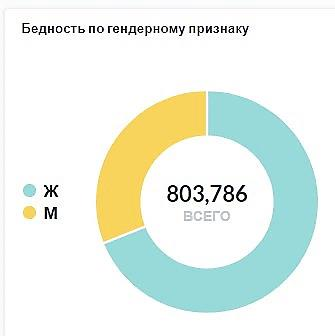 Бедность по гендерному признаку
Ж
М
803,786
ВСЕГО